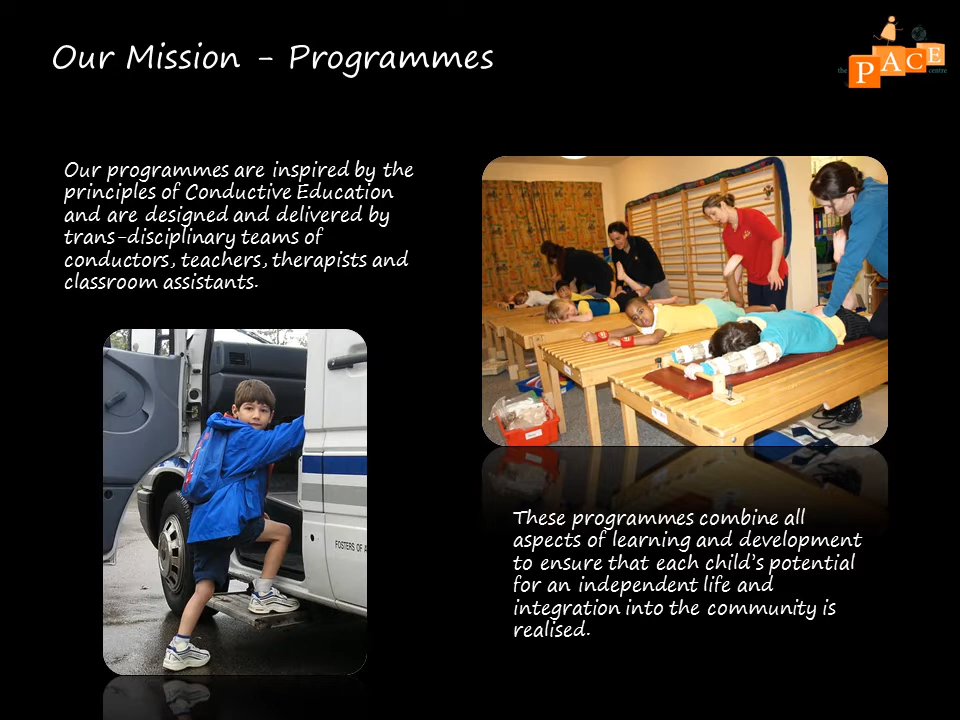 Our Mission - Programmes
the PACE centre
Our programmes are inspired by the
principles of Conductive Education
and are designed and delivered by
trans-disciplinary teams of
conductors, teachers, therapists and
classroom assistants.
FOSTERS OF
These programmes combine all
aspects of learning and development
to ensure that each child's potential
for an independent life and
integration into the community is
realised.